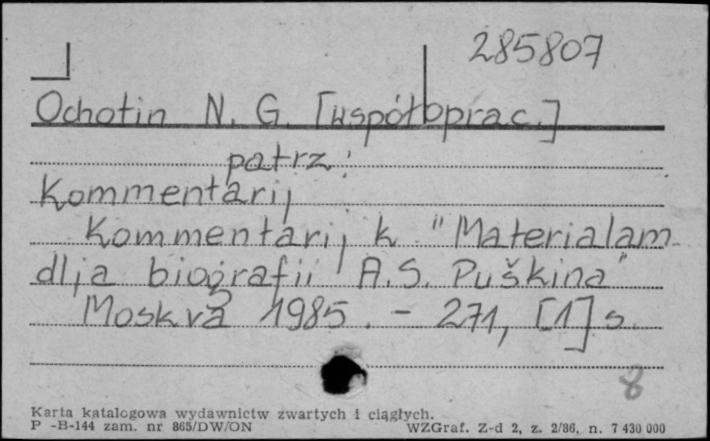 285807
Ochotin N. G. [współoprac.]
patrz:
Kommentarij
Kommentarij k "Materialam
dlja biografii A.S. Puškina"
Moskva 1985. - 271, [1] s.
8
Karta katalogowa wydawnictw zwartych i ciągłych.
P -B-144 zam. nr 865/DW/ON WZGraf. Z-d 2, z. 2/86, n. 7 430 000